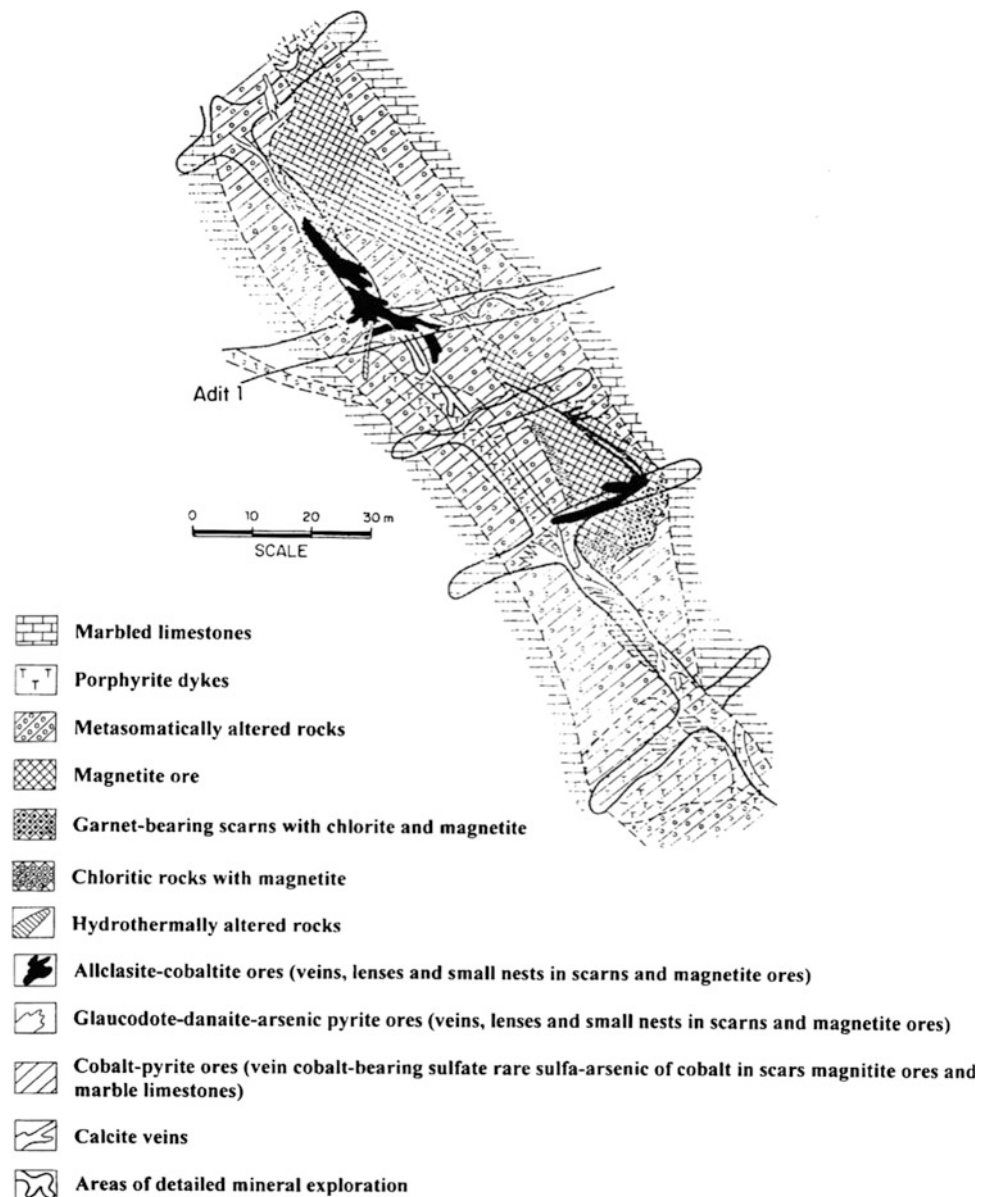 Adit 1
0 10 20 30 m
SCALE
Marbled limestones
T T
T
Porphyrite dykes
Metasomatically altered rocks
Magnetite ore
Garnet-bearing scarns with chlorite and magnetite
Chloritic rocks with magnetite
Hydrothermally altered rocks
Allclasite-cobaltite ores (veins, lenses and small nests in scarns and magnetite ores)
Glaucodote-danaite-arsenic pyrite ores (veins, lenses and small nests in scarns and magnetite ores)
Cobalt-pyrite ores (vein cobalt-bearing sulfate rare sulfa-arsenic of cobalt in scars magnitite ores and
marble limestones)
Calcite veins
Areas of detailed mineral exploration